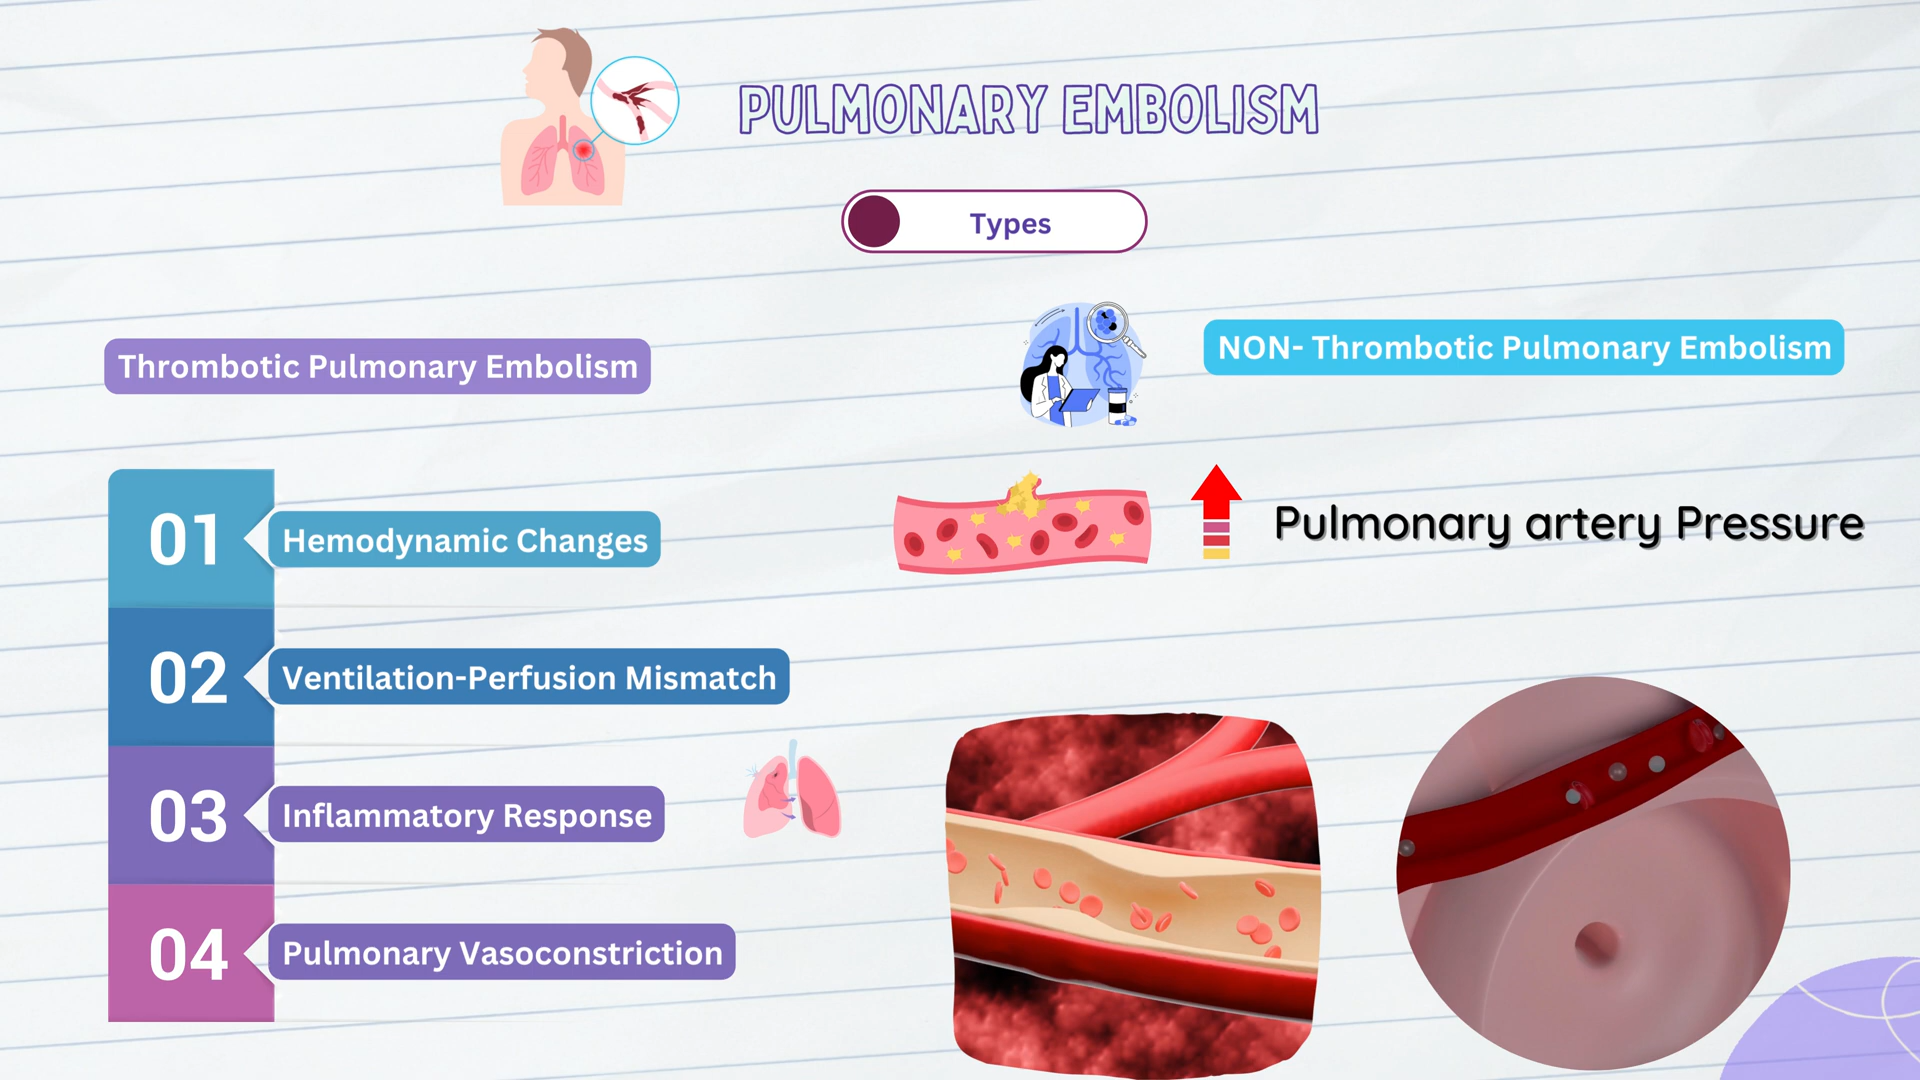 PULMONARY EMBOLISM
Types
Thrombotic Pulmonary Embolism
NON- Thrombotic Pulmonary Embolism
01
Hemodynamic Changes
Pulmonary artery Pressure
02
Ventilation-Perfusion Mismatch
03
Inflammatory Response
04
Pulmonary Vasoconstriction